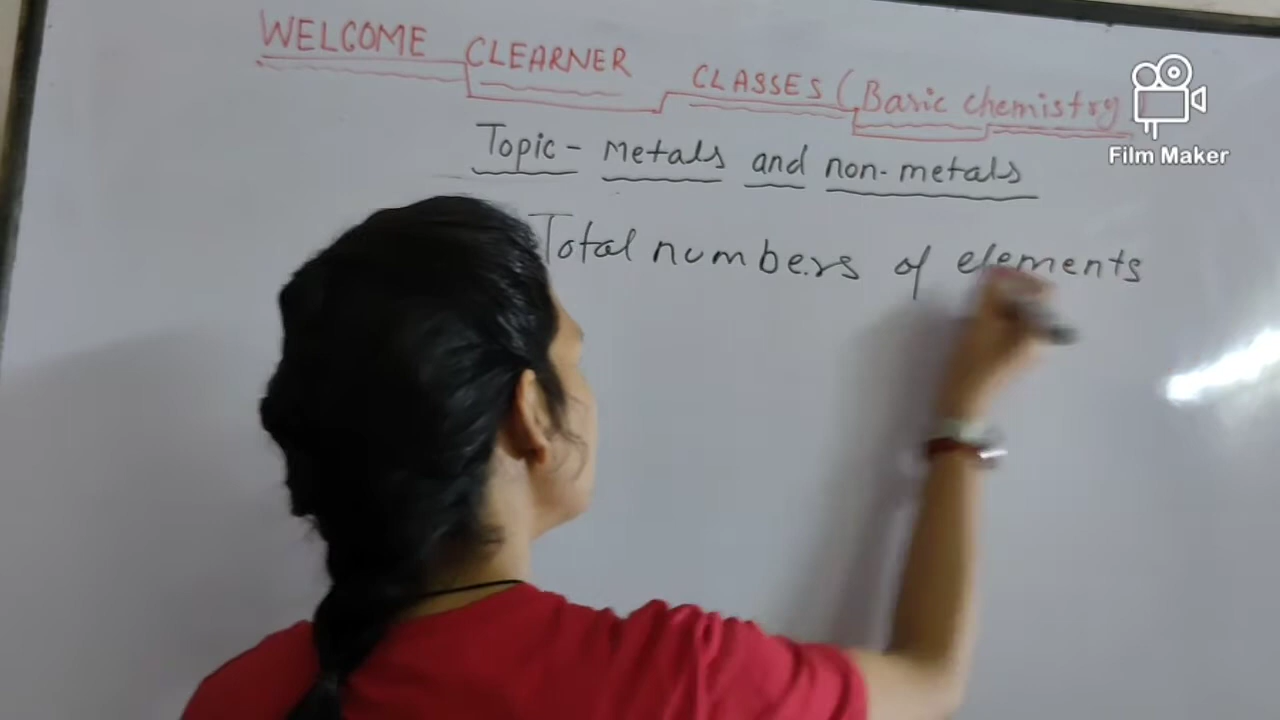 WELCOME CLEARNER CLASSES (Basic chemistry
Topic - Metals and non-metals
Total numbers of elements
Film Maker